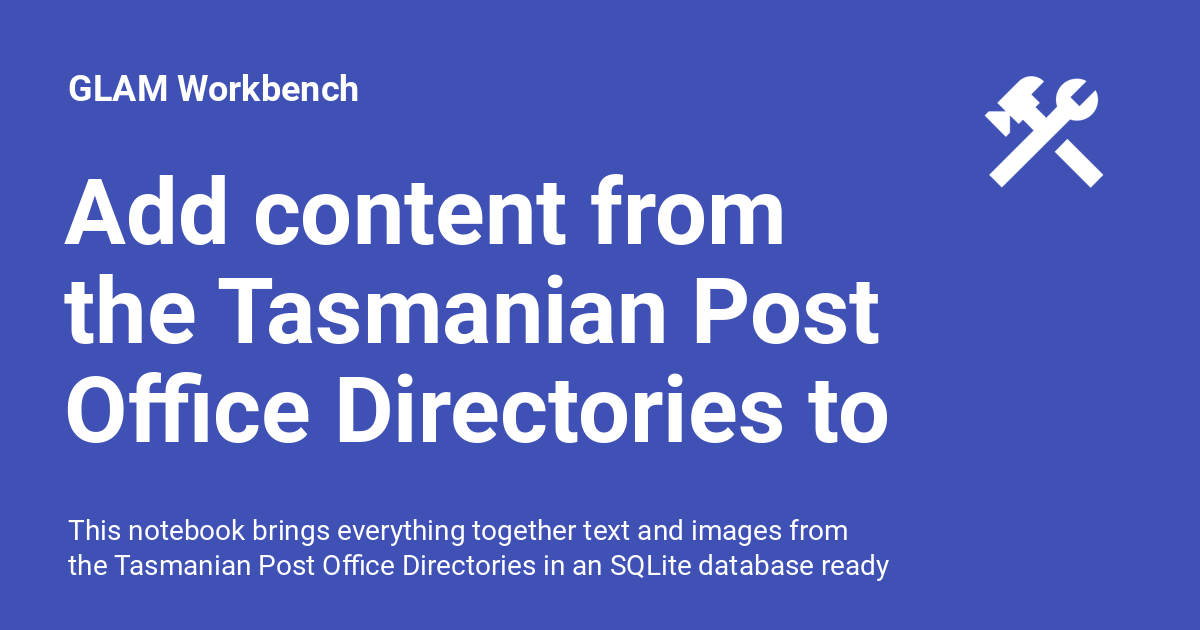 GLAM Workbench
Add content from
the Tasmanian Post
Office Directories to
This notebook brings everything together text and images from
the Tasmanian Post Office Directories in an SQLite database ready